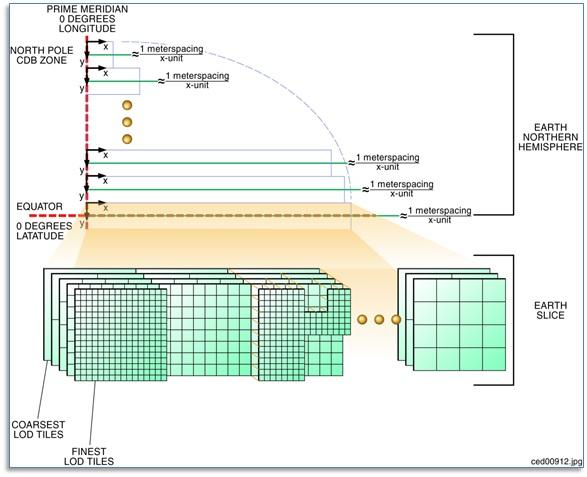 PRIME MERIDIAN
0 DEGREES
LONGITUDE
NORTH POLE
CDB ZONE
x
y
≈ 1 meterspacing
x-unit
x
y
≈ 1 meterspacing
x-unit
x
y
≈ 1 meterspacing
x-unit
x
y
≈ 1 meterspacing
x-unit
EARTH
NORTHERN
HEMISPHERE
EQUATOR
x
y
≈ 1 meterspacing
x-unit
0 DEGREES
LATATUDE
EARTH
SLICE
COARSEST
LOD TILES
FINEST
LOD TILES
ced00912.jpg